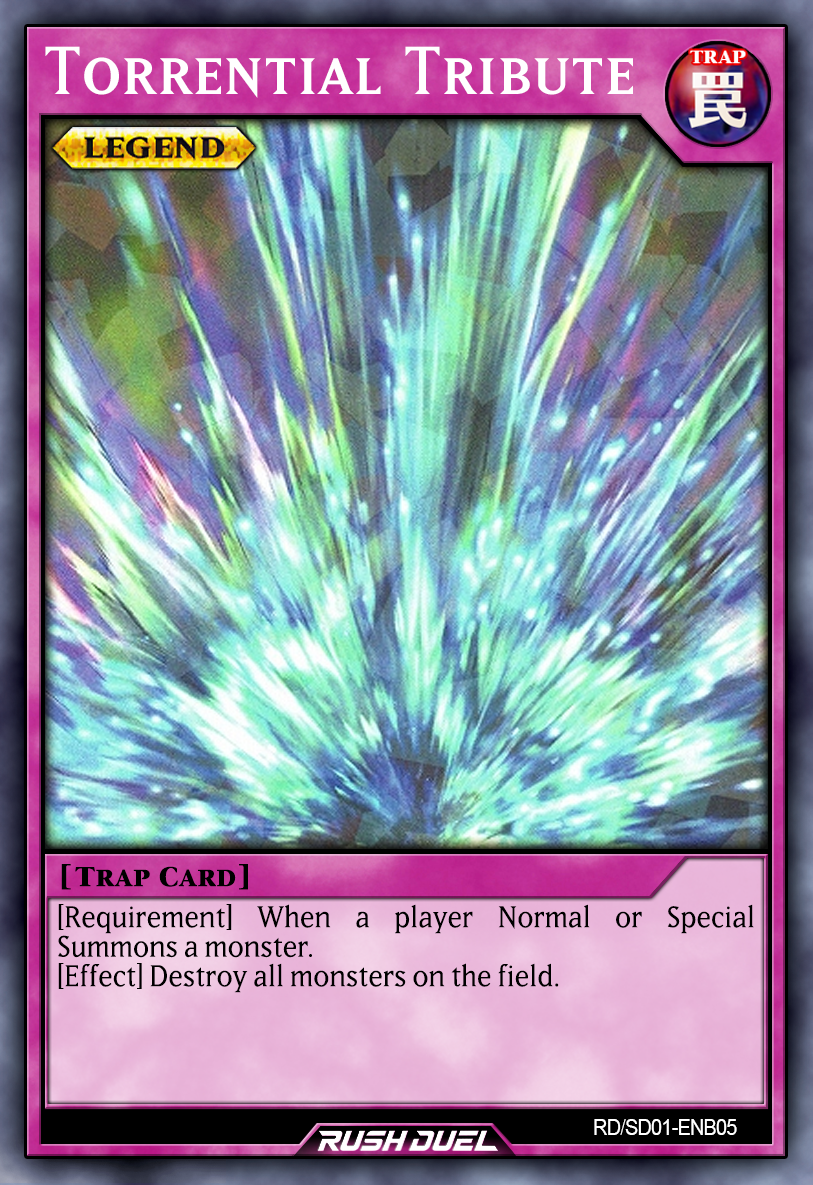 Torrential Tribute
TRAP
罠
LEGEND
[Trap Card]
[Requirement] When a player Normal or Special
Summons a monster.
[Effect] Destroy all monsters on the field.
RD/SD01-ENB05
RUSH DUEL